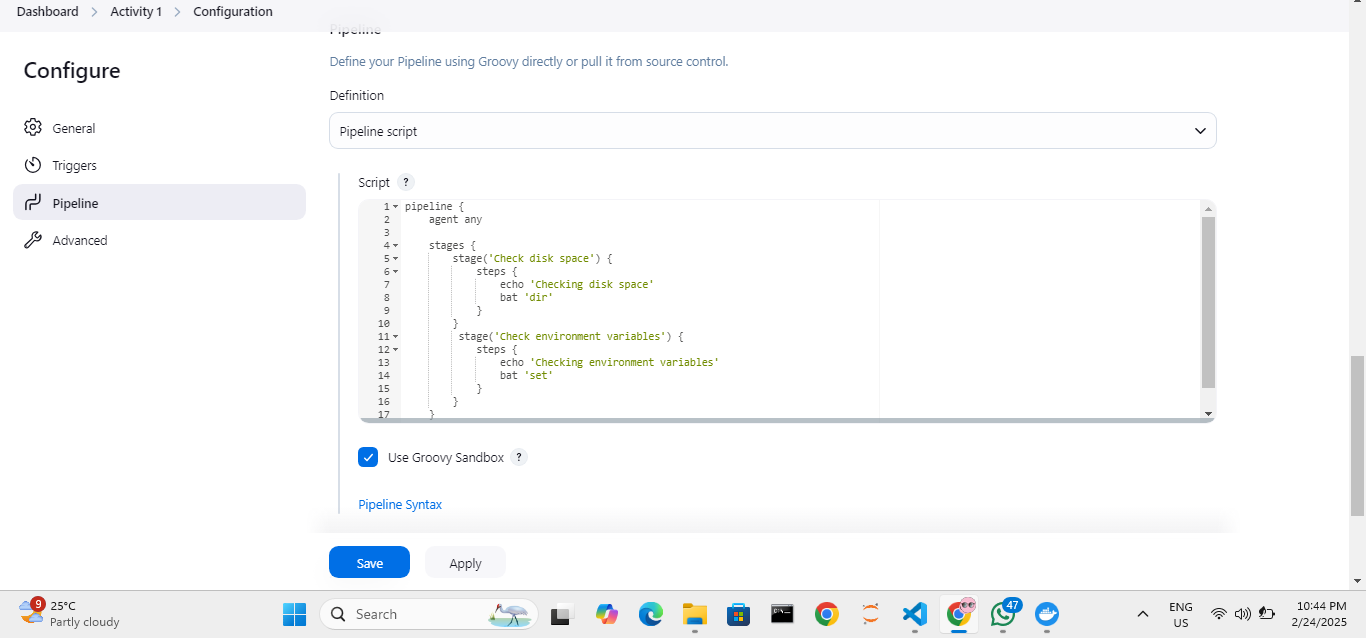 Dashboard > Activity 1 > Configuration
Configure
General
Triggers
Pipeline
Advanced
Pipeline
Define your Pipeline using Groovy directly or pull it from source control.
Definition
Pipeline script
Script ?
1 pipeline {
2     agent any
3
4     stages {
5         stage('Check disk space') {
6             steps {
7                 echo 'Checking disk space'
8                 bat 'dir'
9             }
10         }
11          stage('Check environment variables') {
12             steps {
13                 echo 'Checking environment variables'
14                 bat 'set'
15             }
16         }
17     }
Use Groovy Sandbox ?
Pipeline Syntax
Save
Apply
9
25°C
Partly cloudy
Search
47
ENG
US
10:44 PM
2/24/2025